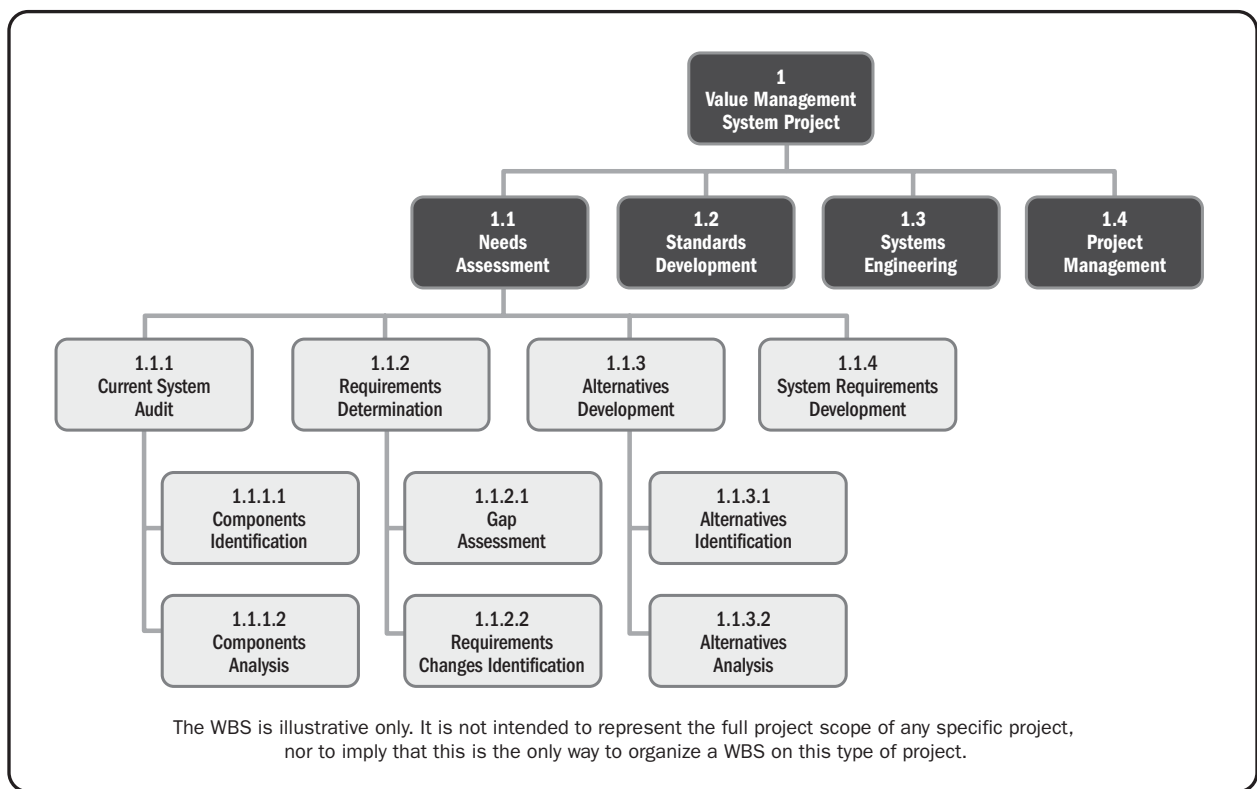 1
Value Management
System Project
1.1
Needs
Assessment
1.2
Standards
Development
1.3
Systems
Engineering
1.4
Project
Management
1.1.1
Current System
Audit
1.1.2
Requirements
Determination
1.1.3
Alternatives
Development
1.1.4
System Requirements
Development
1.1.1.1
Components
Identification
1.1.2.1
Gap
Assessment
1.1.3.1
Alternatives
Identification
1.1.1.2
Components
Analysis
1.1.2.2
Requirements
Changes Identification
1.1.3.2
Alternatives
Analysis
The WBS is illustrative only. It is not intended to represent the full project scope of any specific project,
nor to imply that this is the only way to organize a WBS on this type of project.